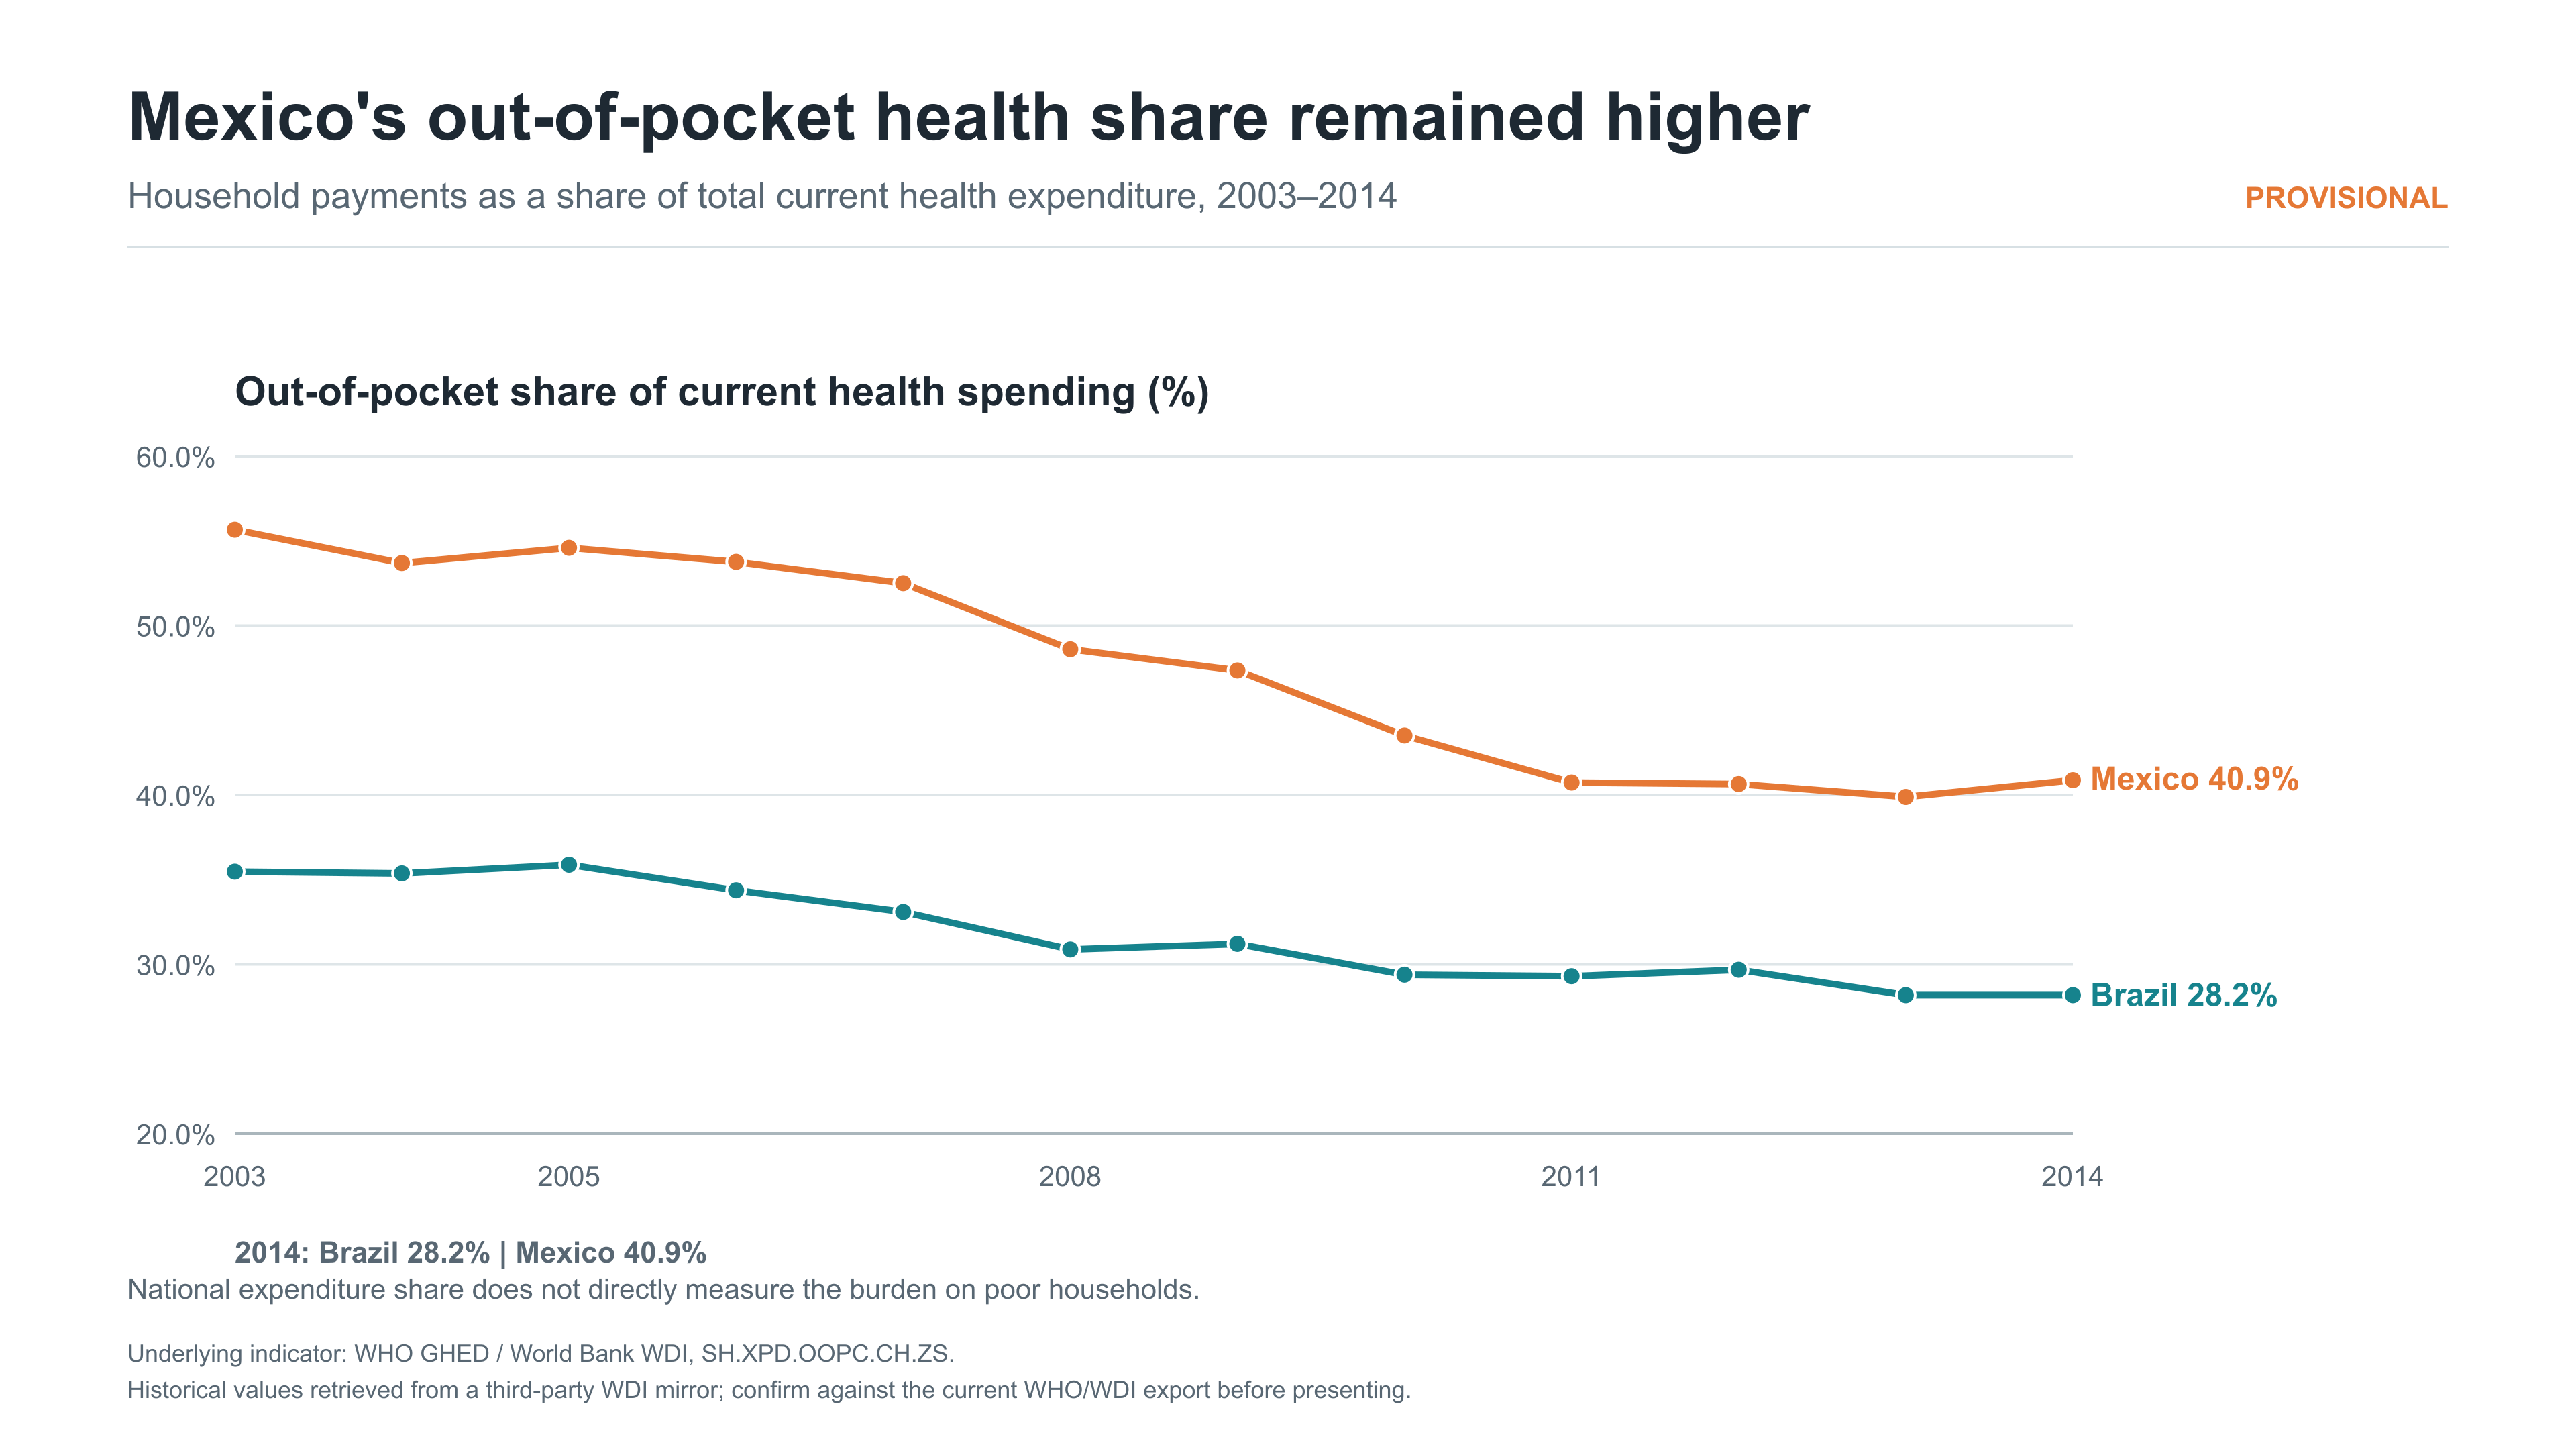 Mexico's out-of-pocket health share remained higher
Household payments as a share of total current health expenditure, 2003–2014
PROVISIONAL
Out-of-pocket share of current health spending (%)
60.0%
50.0%
40.0%
30.0%
20.0%
Mexico 40.9%
Brazil 28.2%
2003 2005 2008 2011 2014
2014: Brazil 28.2% | Mexico 40.9%
National expenditure share does not directly measure the burden on poor households.
Underlying indicator: WHO GHED / World Bank WDI, SH.XPD.OOPC.CH.ZS.
Historical values retrieved from a third-party WDI mirror; confirm against the current WHO/WDI export before presenting.